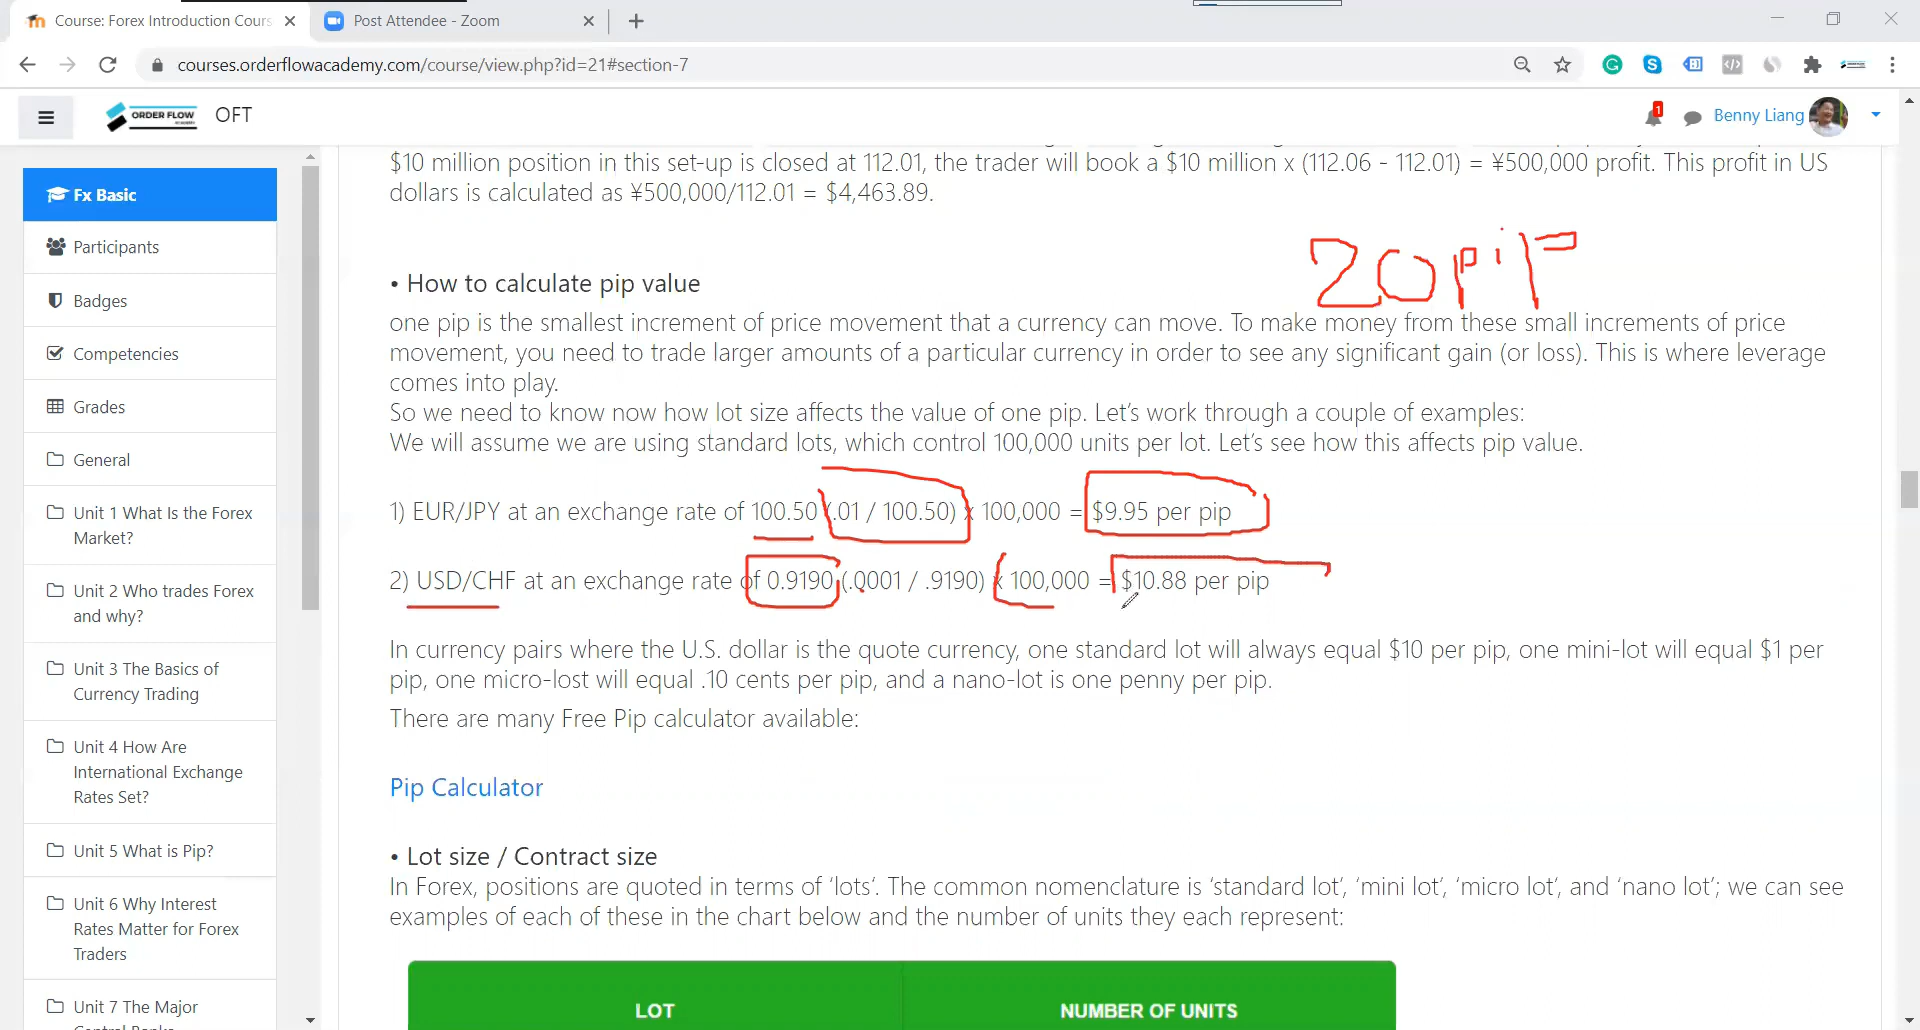 Course: Forex Introduction Cours
Post Attendee - Zoom
courses.orderflowacademy.com/course/view.php?id=21#section-7
ORDER FLOW
OFT
1
Benny Liang
Fx Basic
Participants
Badges
Competencies
Grades
General
Unit 1 What Is the Forex
Market?
Unit 2 Who trades Forex
and why?
Unit 3 The Basics of
Currency Trading
Unit 4 How Are
International Exchange
Rates Set?
Unit 5 What is Pip?
Unit 6 Why Interest
Rates Matter for Forex
Traders
Unit 7 The Major
$10 million position in this set-up is closed at 112.01, the trader will book a $10 million x (112.06 - 112.01) = ¥500,000 profit. This profit in US
dollars is calculated as ¥500,000/112.01 = $4,463.89.
20 pip
• How to calculate pip value
one pip is the smallest increment of price movement that a currency can move. To make money from these small increments of price
movement, you need to trade larger amounts of a particular currency in order to see any significant gain (or loss). This is where leverage
comes into play.
So we need to know now how lot size affects the value of one pip. Let's work through a couple of examples:
We will assume we are using standard lots, which control 100,000 units per lot. Let's see how this affects pip value.
1) EUR/JPY at an exchange rate of 100.50 (.01 / 100.50) x 100,000 = $9.95 per pip
2) USD/CHF at an exchange rate of 0.9190 (.0001 / .9190) x 100,000 = $10.88 per pip
In currency pairs where the U.S. dollar is the quote currency, one standard lot will always equal $10 per pip, one mini-lot will equal $1 per
pip, one micro-lost will equal .10 cents per pip, and a nano-lot is one penny per pip.
There are many Free Pip calculator available:
Pip Calculator
• Lot size / Contract size
In Forex, positions are quoted in terms of 'lots'. The common nomenclature is 'standard lot', 'mini lot', 'micro lot', and 'nano lot'; we can see
examples of each of these in the chart below and the number of units they each represent:
LOT
NUMBER OF UNITS